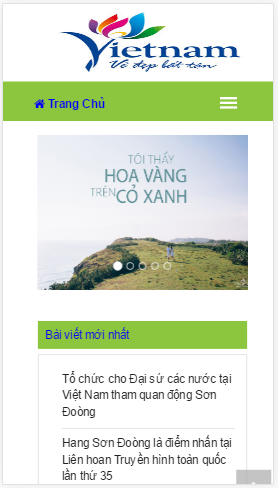 Vietnam
Vẻ đẹp bất tận
Trang Chủ
TÔI THẤY
HOA VÀNG
TRÊN CỎ XANH
Bài viết mới nhất
Tổ chức cho Đại sứ các nước tại
Việt Nam tham quan động Sơn
Đoòng
Hang Sơn Đoòng là điểm nhấn tại
Liên hoan Truyền hình toàn quốc
lần thứ 35